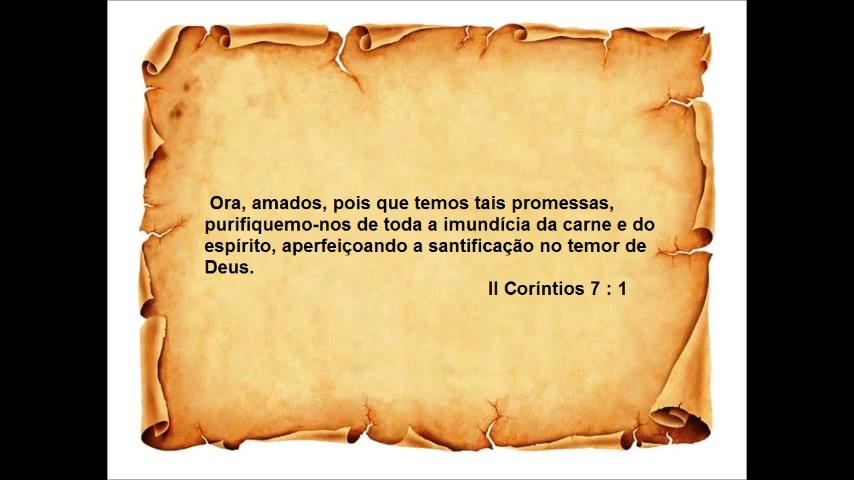 Ora, amados, pois que temos tais promessas,
purifiquemo-nos de toda a imundícia da carne e do
espírito, aperfeiçoando a santificação no temor de
Deus.
II Coríntios 7 : 1